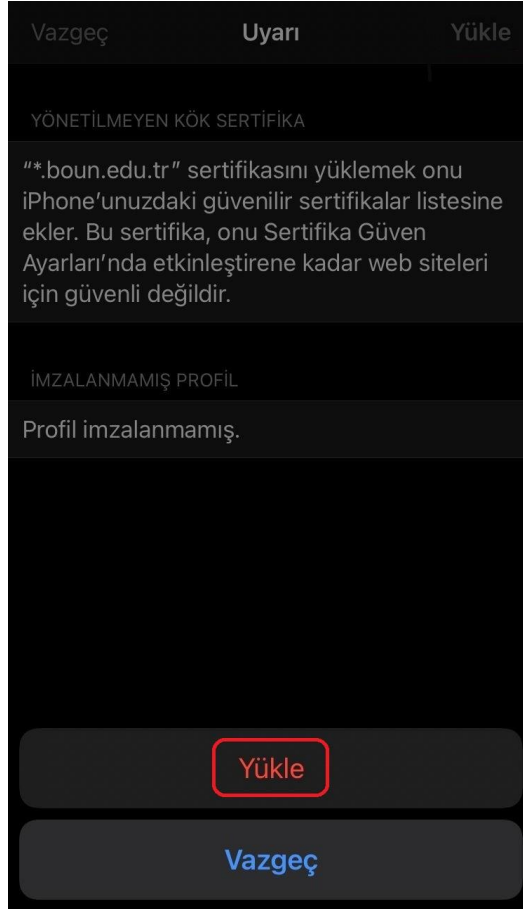 Vazgeç Uyarı Yükle
YÖNETİLMEYEN KÖK SERTİFİKA
“*.boun.edu.tr” sertifikasını yüklemek onu
iPhone’unuzdaki güvenilir sertifikalar listesine
ekler. Bu sertifika, onu Sertifika Güven
Ayarları’nda etkinleştirene kadar web siteleri
için güvenli değildir.
İMZALANMAMIŞ PROFİL
Profil imzalanmamış.
Yükle
Vazgeç